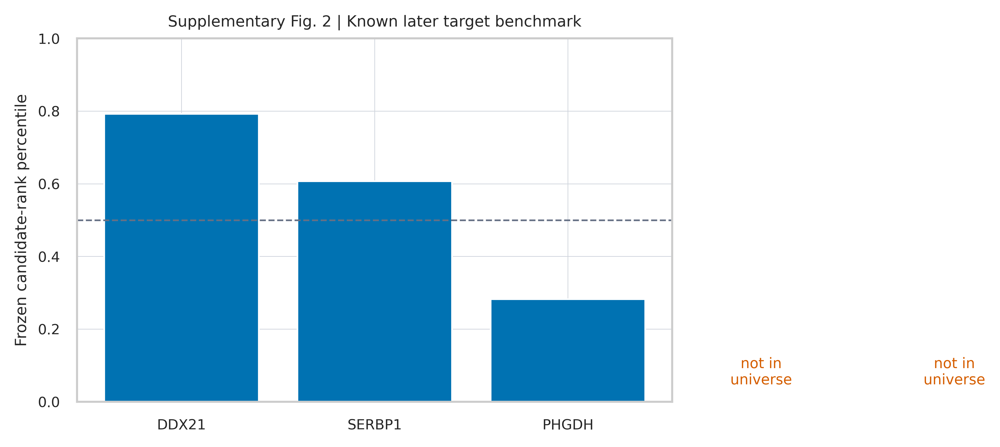 Supplementary Fig. 2 | Known later target benchmark
Frozen candidate-rank percentile
1.0
0.8
0.6
0.4
0.2
0.0
DDX21
SERBP1
PHGDH
not in
universe
not in
universe